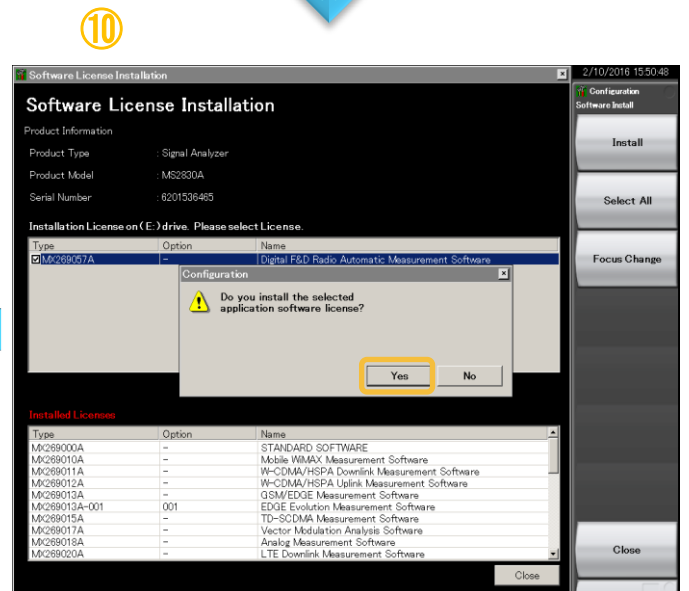 ⑩
Software License Installation
2/10/2016 15:50:48
Configuration
Software Install
Software License Installation
Product Information
Product Type : Signal Analyzer
Product Model : MS2830A
Serial Number : 6201536465
Install
Select All
Focus Change
Installation License on (E:) drive. Please select License.
Type Option Name
MX269057A - Digital F&D Radio Automatic Measurement Software
Configuration
Do you install the selected
application software license?
Yes No
Installed Licenses
Type Option Name
MX269000A - STANDARD SOFTWARE
MX269010A - Mobile WiMAX Measurement Software
MX269011A - W-CDMA/HSPA Downlink Measurement Software
MX269012A - W-CDMA/HSPA Uplink Measurement Software
MX269013A - GSM/EDGE Measurement Software
MX269013A-001 001 EDGE Evolution Measurement Software
MX269015A - TD-SCDMA Measurement Software
MX269017A - Vector Modulation Analysis Software
MX269018A - Analog Measurement Software
MX269020A - LTE Downlink Measurement Software
Close
Close